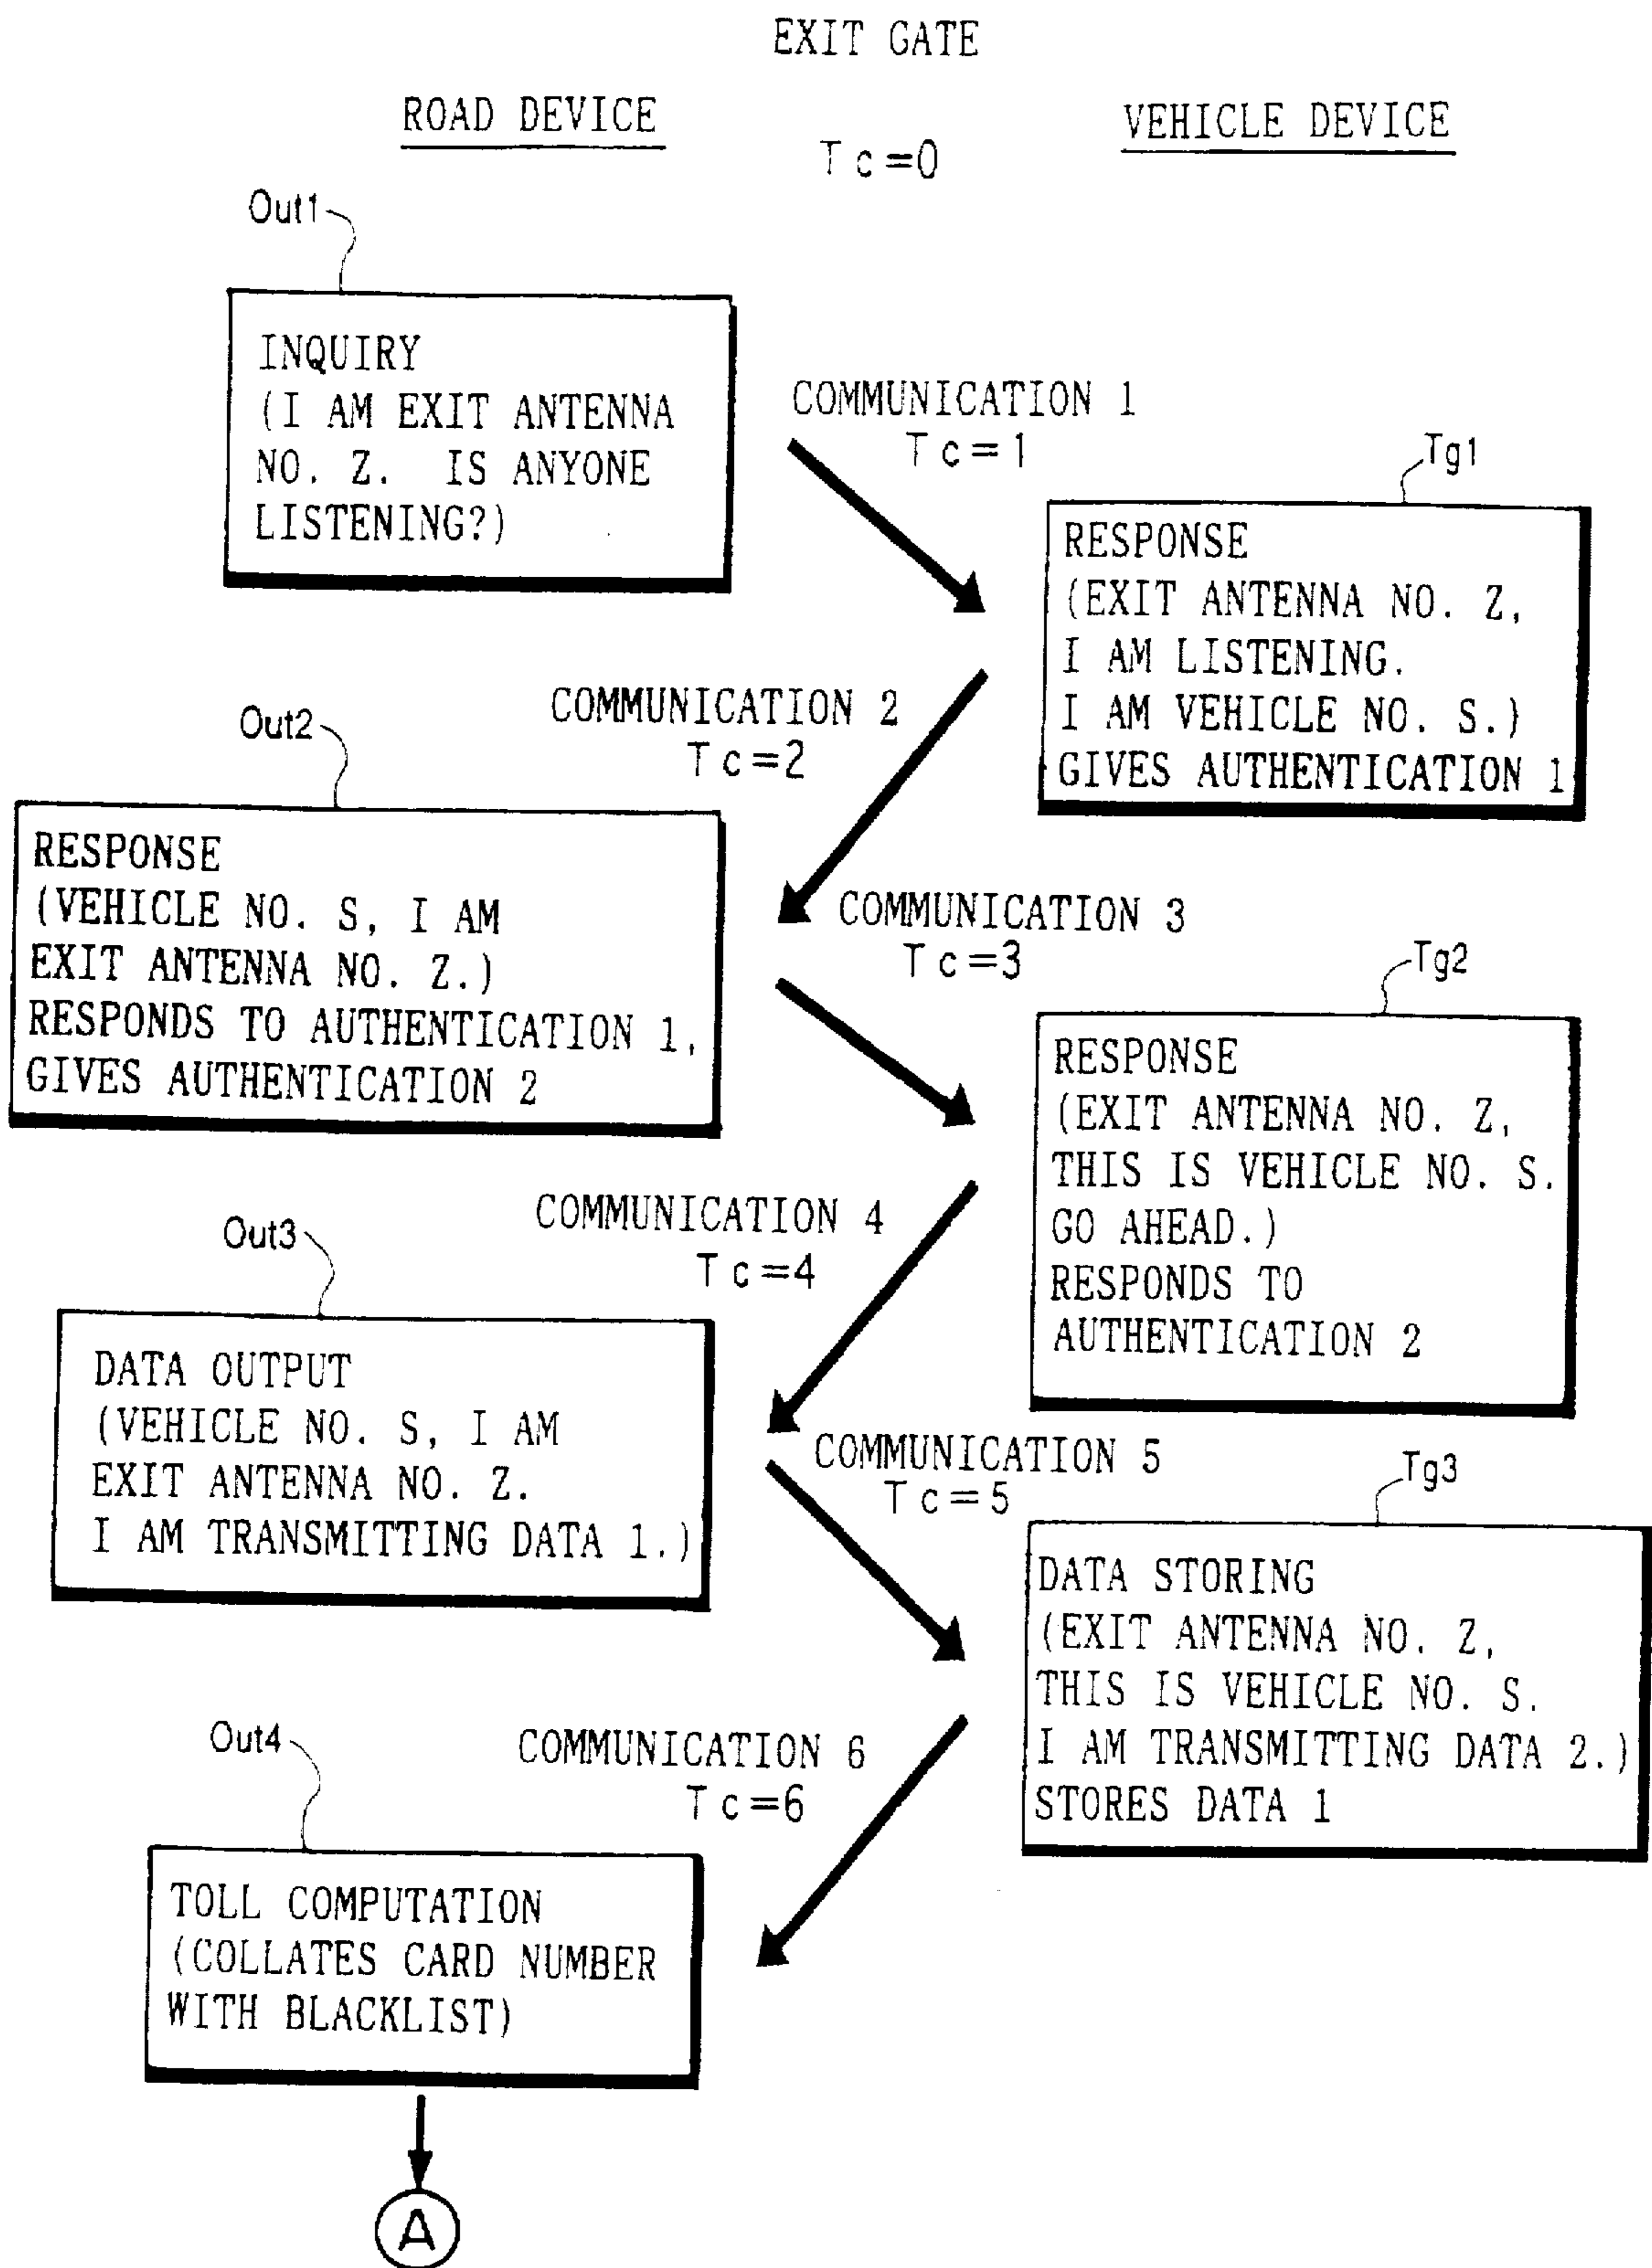 EXIT GATE
ROAD DEVICE
VEHICLE DEVICE
Tc=0
Out1
INQUIRY
(I AM EXIT ANTENNA
NO. Z. IS ANYONE
LISTENING?)
COMMUNICATION 1
Tc=1
Tg1
RESPONSE
(EXIT ANTENNA NO. Z,
I AM LISTENING.
I AM VEHICLE NO. S.)
GIVES AUTHENTICATION 1
COMMUNICATION 2
Tc=2
Out2
RESPONSE
(VEHICLE NO. S, I AM
EXIT ANTENNA NO. Z.)
RESPONDS TO AUTHENTICATION 1,
GIVES AUTHENTICATION 2
COMMUNICATION 3
Tc=3
Tg2
RESPONSE
(EXIT ANTENNA NO. Z,
THIS IS VEHICLE NO. S.
GO AHEAD.)
RESPONDS TO
AUTHENTICATION 2
COMMUNICATION 4
Tc=4
Out3
DATA OUTPUT
(VEHICLE NO. S, I AM
EXIT ANTENNA NO. Z.
I AM TRANSMITTING DATA 1.)
COMMUNICATION 5
Tc=5
Tg3
DATA STORING
(EXIT ANTENNA NO. Z,
THIS IS VEHICLE NO. S.
I AM TRANSMITTING DATA 2.)
STORES DATA 1
COMMUNICATION 6
Tc=6
Out4
TOLL COMPUTATION
(COLLATES CARD NUMBER
WITH BLACKLIST)
A